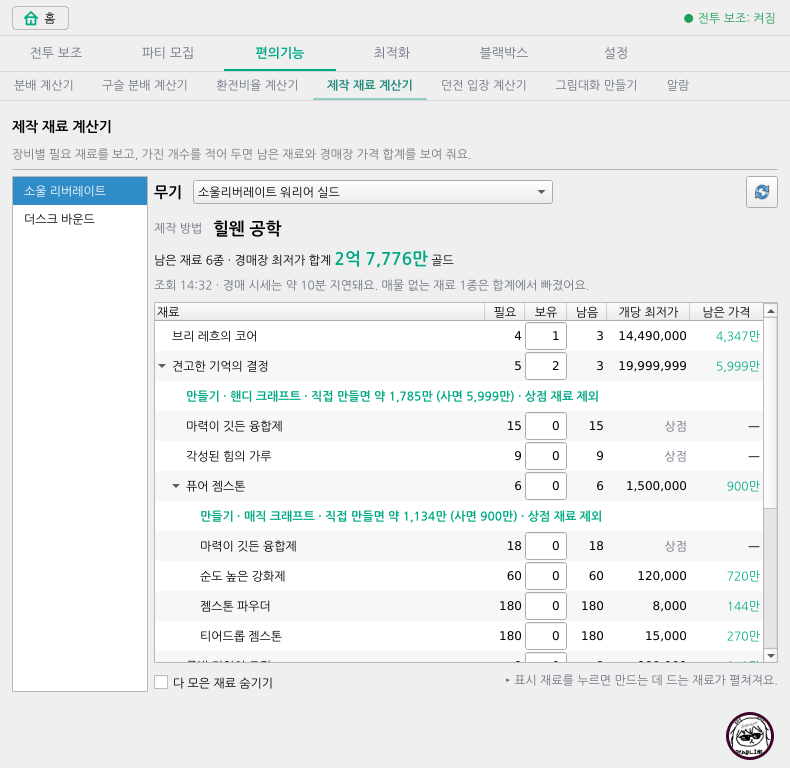 홈
전투 보조: 켜짐
전투 보조 파티 모집 편의기능 최적화 블랙박스 설정
분배 계산기 구슬 분배 계산기 환전비율 계산기 제작 재료 계산기 던전 입장 계산기 그림대화 만들기 알람
제작 재료 계산기
장비별 필요 재료를 보고, 가진 개수를 적어 두면 남은 재료와 경매장 가격 합계를 보여 줘요.
소울 리버레이트
더스크 바운드
무기 소울리버레이트 워리어 실드
제작 방법 힐웬 공학
남은 재료 6종 · 경매장 최저가 합계 2억 7,776만 골드
조회 14:32 · 경매 시세는 약 10분 지연돼요. 매물 없는 재료 1종은 합계에서 빠졌어요.
재료 필요 보유 남음 개당 최저가 남은 가격
브리 레흐의 코어 4 1 3 14,490,000 4,347만
견고한 기억의 결정 5 2 3 19,999,999 5,999만
만들기 · 핸디 크래프트 · 직접 만들면 약 1,785만 (사면 5,999만) · 상점 재료 제외
마력이 깃든 융합제 15 0 15 상점 —
각성된 힘의 가루 9 0 9 상점 —
퓨어 젬스톤 6 0 6 1,500,000 900만
만들기 · 매직 크래프트 · 직접 만들면 약 1,134만 (사면 900만) · 상점 재료 제외
마력이 깃든 융합제 18 0 18 상점 —
순도 높은 강화제 60 0 60 120,000 720만
젬스톤 파우더 180 0 180 8,000 144만
티어드롭 젬스톤 180 0 180 15,000 270만
다 모은 재료 숨기기
▸ 표시 재료를 누르면 만드는 데 드는 재료가 펼쳐져요.